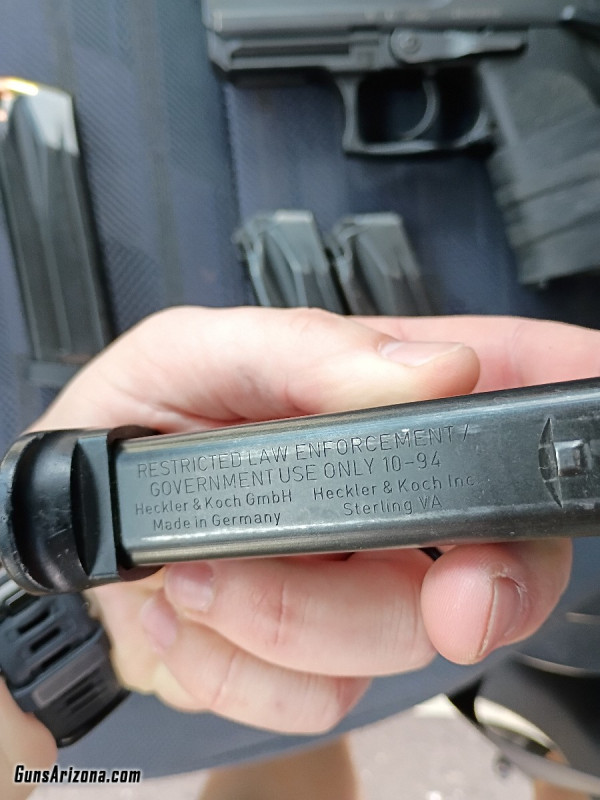 RESTRICTED LAW ENFORCEMENT /
GOVERNMENT USE ONLY 10-94
Heckler & Koch GmbH Heckler & Koch Inc
Made in Germany Sterling VA
GunsArizona.com